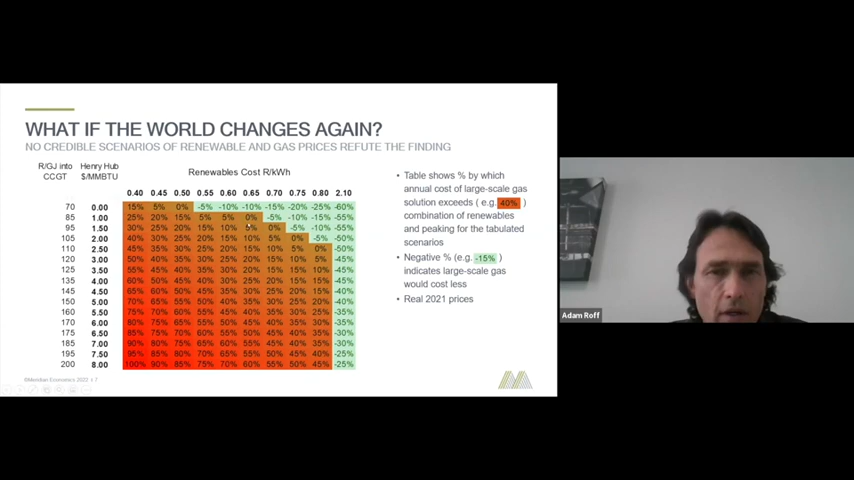 WHAT IF THE WORLD CHANGES AGAIN?
NO CREDIBLE SCENARIOS OF RENEWABLE AND GAS PRICES REFUTE THE FINDING
R/GJ into CCGT
Henry Hub $/MMBTU
Renewables Cost R/kWh
0.40 0.45 0.50 0.55 0.60 0.65 0.70 0.75 0.80 2.10
70 0.00 15% 5% 0% -5% -10% -10% -15% -20% -25% -60%
85 1.00 25% 20% 15% 5% 5% 0% -5% -10% -15% -55%
95 1.50 30% 25% 20% 15% 10% 0% -5% -10% -55%
105 2.00 40% 30% 25% 20% 15% 10% 5% 0% -5% -50%
110 2.50 45% 35% 30% 25% 20% 15% 10% 5% 0% -50%
120 3.00 50% 40% 35% 30% 25% 20% 15% 10% 5% -45%
125 3.50 55% 45% 40% 35% 30% 20% 15% 15% 10% -45%
135 4.00 60% 50% 45% 40% 30% 25% 20% 15% 15% -45%
145 4.50 65% 60% 50% 45% 40% 35% 30% 25% 20% -40%
150 5.00 70% 65% 55% 50% 45% 35% 30% 25% 20% -40%
160 5.50 75% 70% 60% 55% 45% 40% 35% 30% 25% -35%
170 6.00 80% 75% 65% 60% 50% 45% 40% 35% 30% -35%
175 6.50 85% 75% 70% 60% 55% 50% 45% 40% 35% -30%
185 7.00 90% 80% 75% 65% 60% 55% 45% 40% 35% -30%
195 7.50 95% 85% 80% 70% 65% 55% 50% 45% 40% -25%
200 8.00 100% 90% 85% 75% 70% 60% 55% 50% 45% -25%
• Table shows % by which
annual cost of large-scale gas
solution exceeds ( e.g. 40% )
combination of renewables
and peaking for the tabulated
scenarios
• Negative % (e.g. -15% )
indicates large-scale gas
would cost less
• Real 2021 prices
©Meridian Economics 2022 • 7
Adam Roff